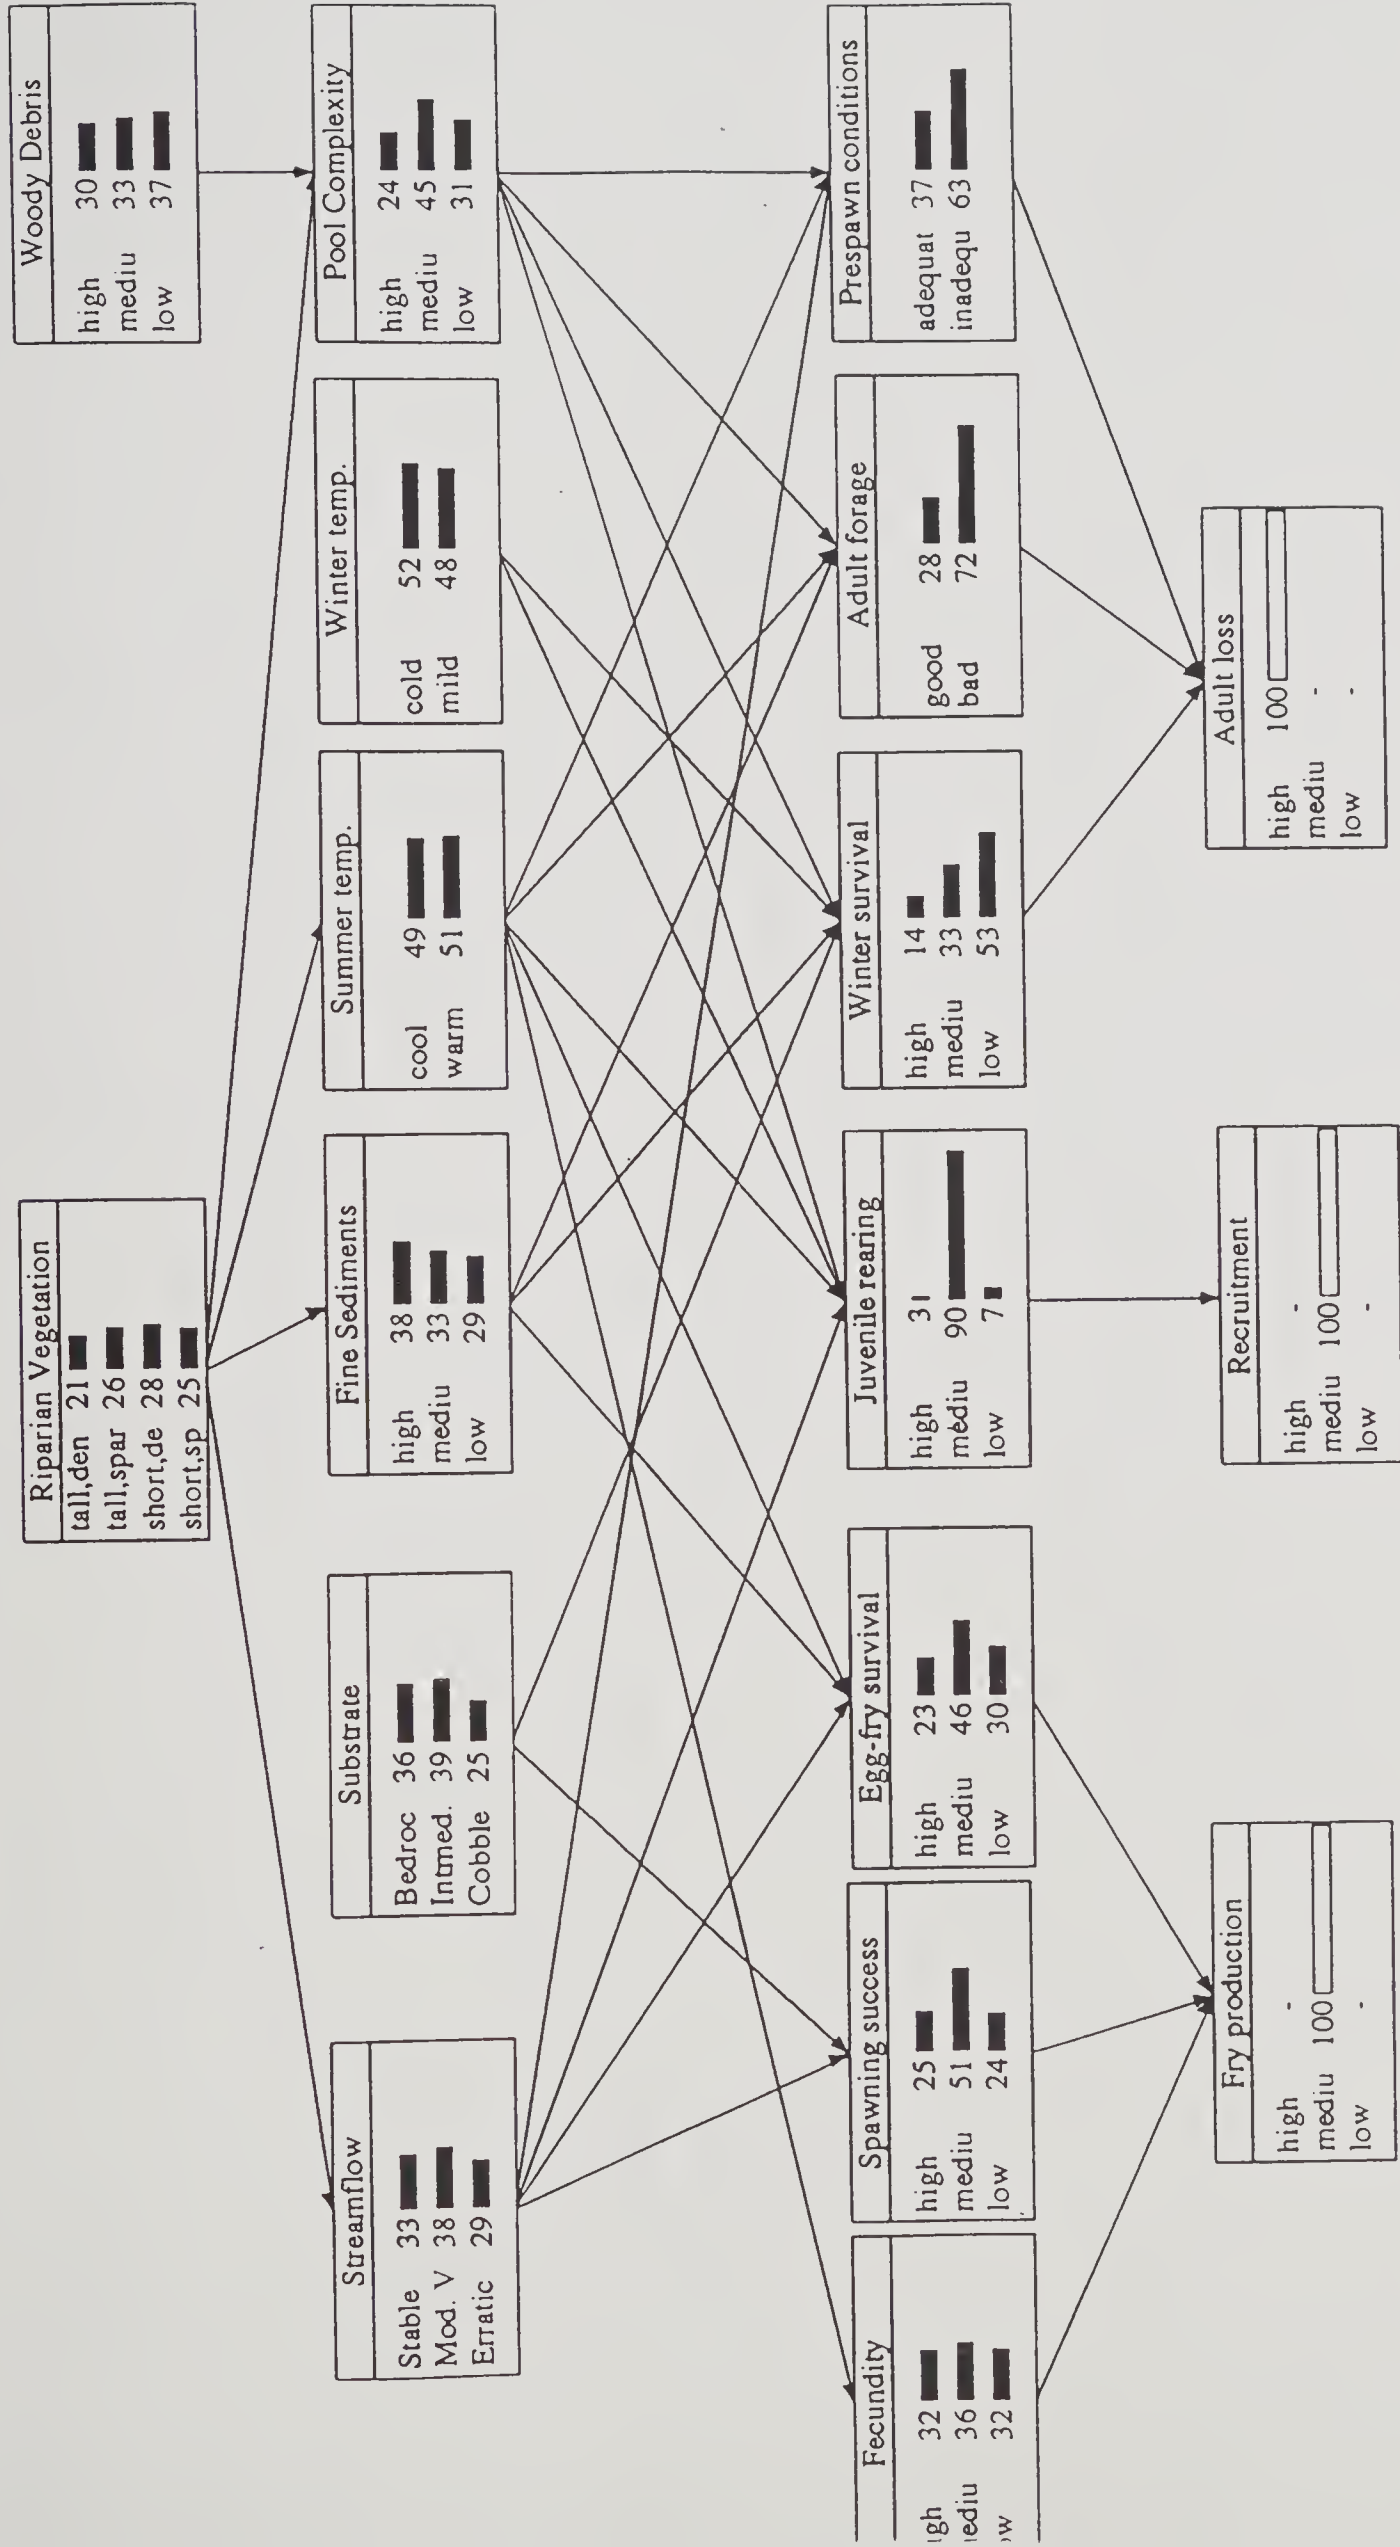 Riparian Vegetation
tall,den 21
tall,spar 26
short,de 28
short,sp 25
Woody Debris
high 30
mediu 33
low 37
Streamflow
Stable 33
Mod. V 38
Erratic 29
Substrate
Bedroc 36
Intmed. 39
Cobble 25
Fine Sediments
high 38
mediu 33
low 29
Summer temp.
cool 49
warm 51
Winter temp.
cold 52
mild 48
Pool Complexity
high 24
mediu 45
low 31
Fecundity
igh 32
ediu 36
ow 32
Spawning success
high 25
mediu 51
low 24
Egg-fry survival
high 23
mediu 46
low 30
Juvenile rearing
high 3
mediu 90
low 7
Winter survival
high 14
mediu 33
low 53
Adult forage
good 28
bad 72
Prespawn conditions
adequat 37
inadequ 63
Fry production
high -
mediu 100
low -
Recruitment
high -
mediu 100
low -
Adult loss
high 100
mediu -
low -